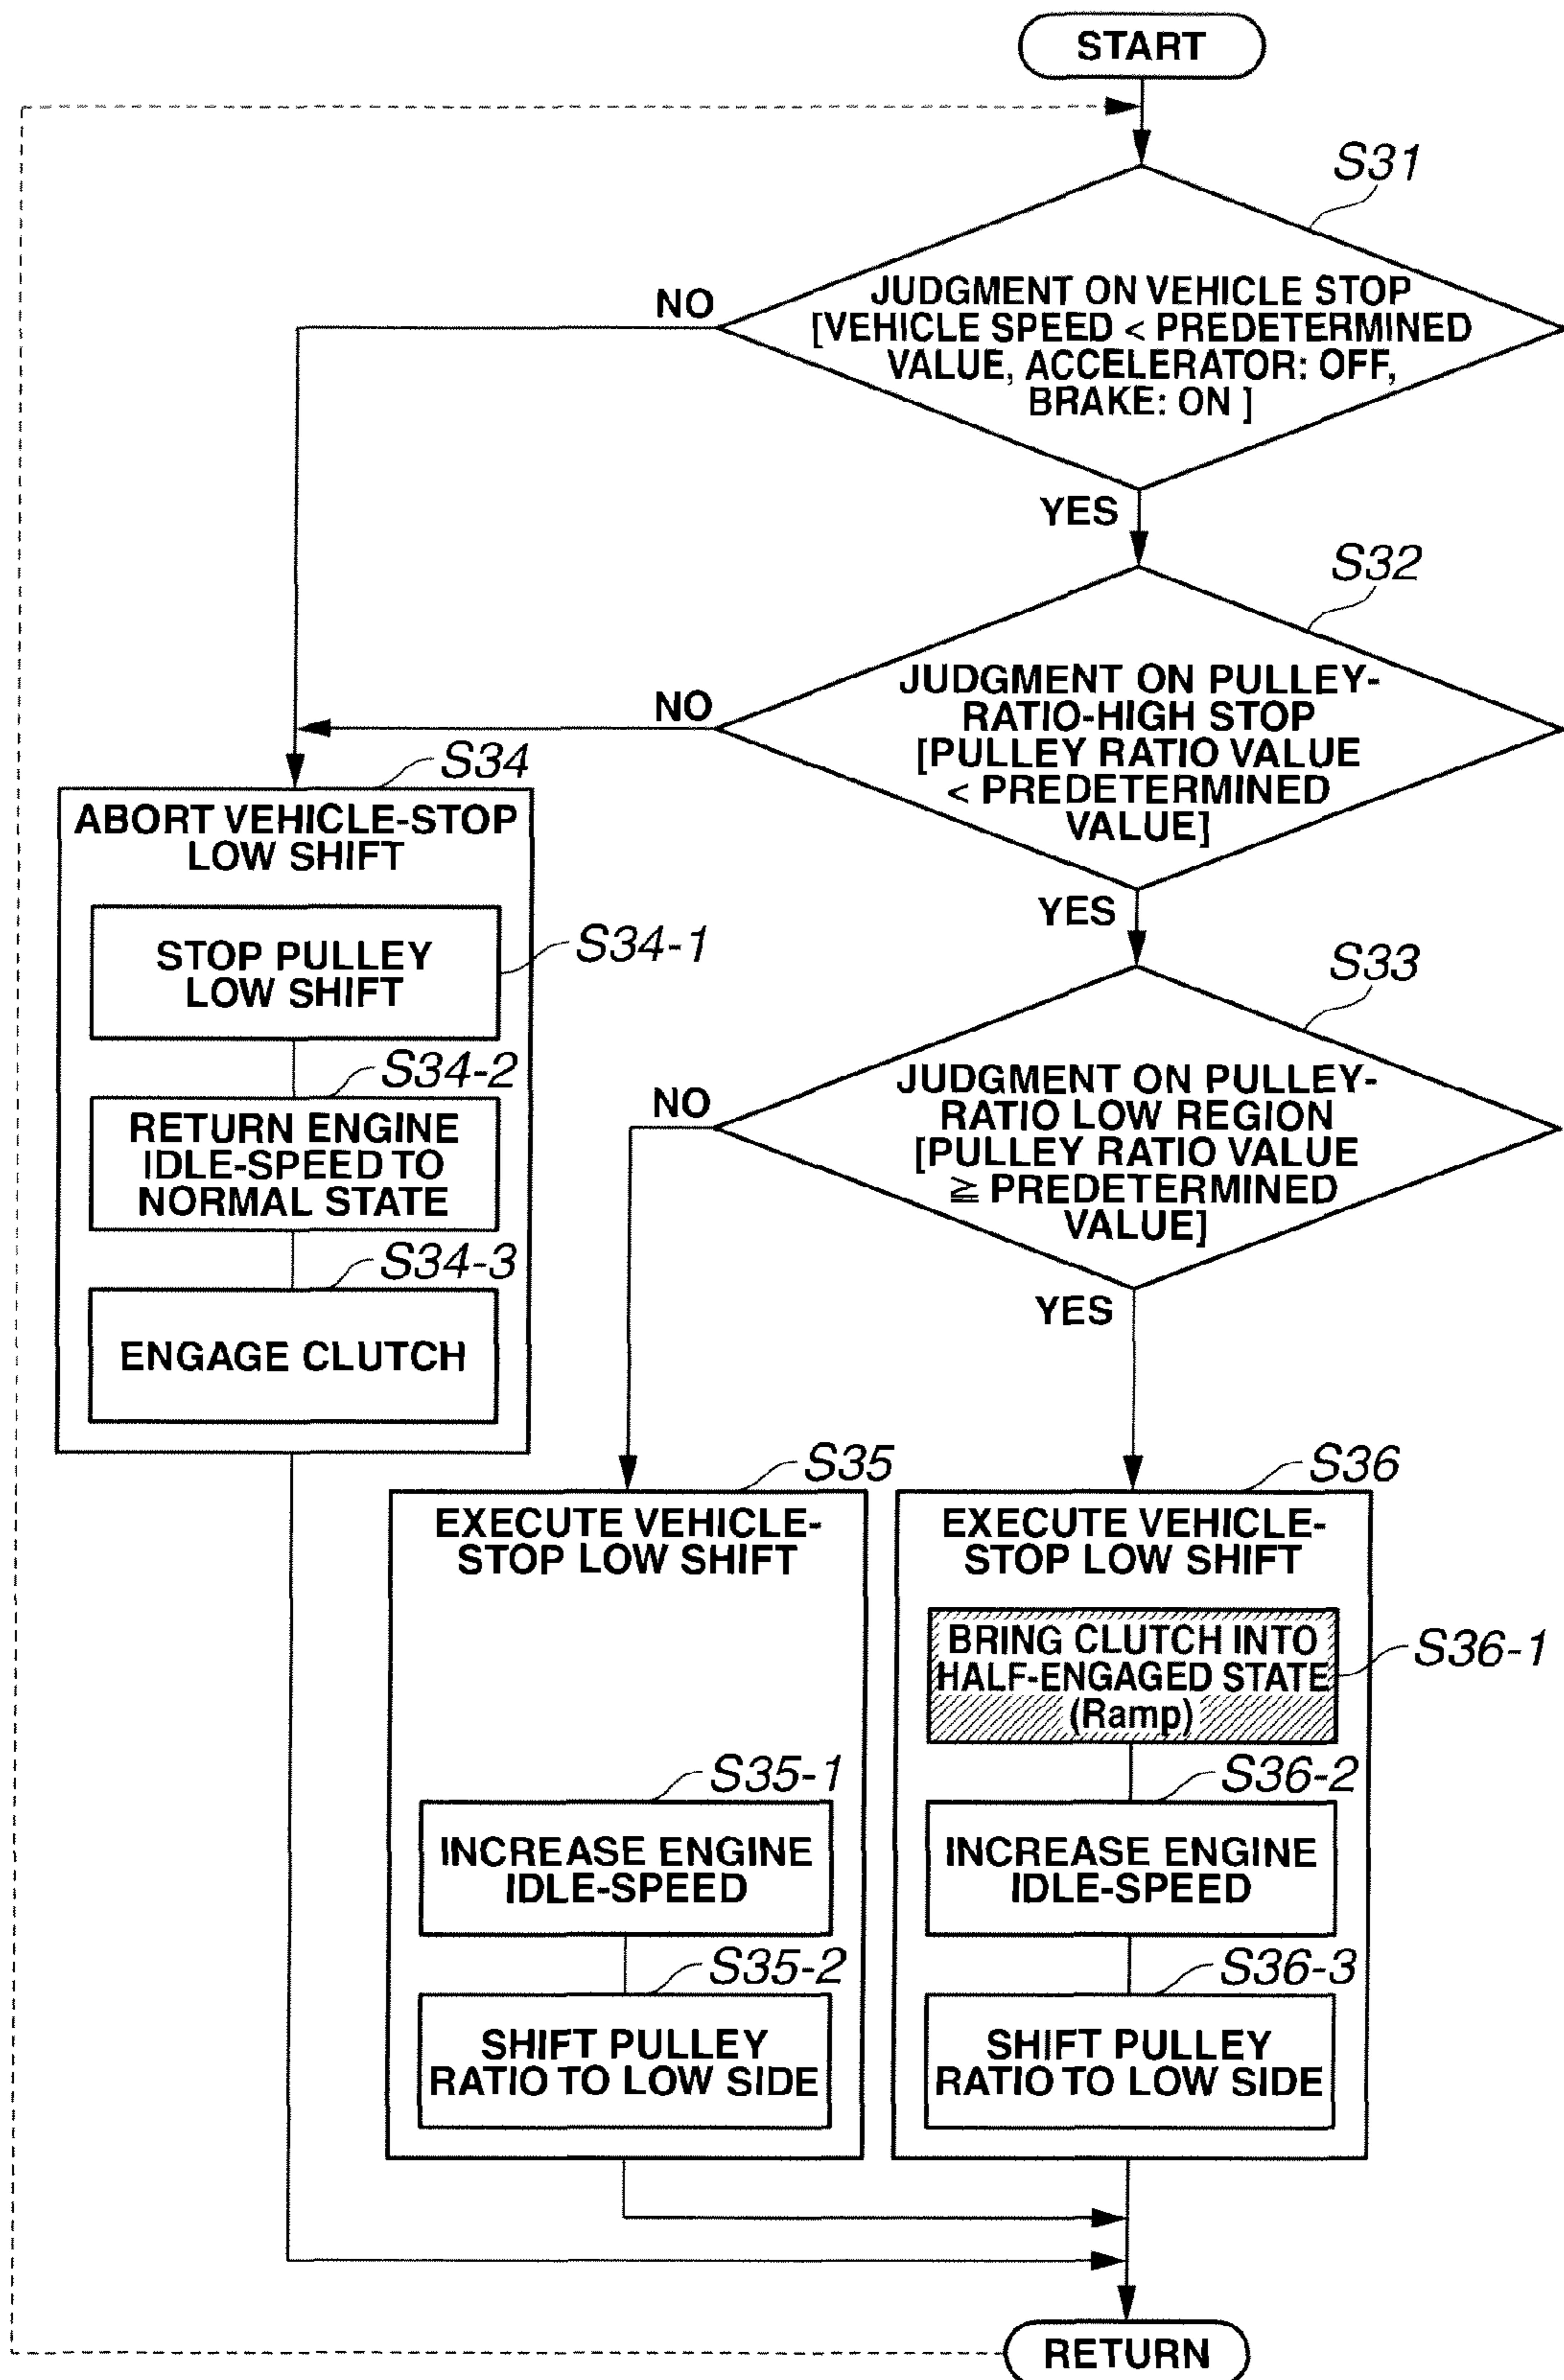 START
S31
JUDGMENT ON VEHICLE STOP
[VEHICLE SPEED < PREDETERMINED
VALUE, ACCELERATOR: OFF,
BRAKE: ON ]
NO
YES
S32
JUDGMENT ON PULLEY-
RATIO-HIGH STOP
[PULLEY RATIO VALUE
< PREDETERMINED
VALUE]
NO
YES
S33
JUDGMENT ON PULLEY-
RATIO LOW REGION
[PULLEY RATIO VALUE
≧ PREDETERMINED
VALUE]
NO
YES
S34
ABORT VEHICLE-STOP
LOW SHIFT
STOP PULLEY
LOW SHIFT
S34-1
S34-2
RETURN ENGINE
IDLE-SPEED TO
NORMAL STATE
S34-3
ENGAGE CLUTCH
S35
EXECUTE VEHICLE-
STOP LOW SHIFT
S35-1
INCREASE ENGINE
IDLE-SPEED
S35-2
SHIFT PULLEY
RATIO TO LOW SIDE
S36
EXECUTE VEHICLE-
STOP LOW SHIFT
BRING CLUTCH INTO
HALF-ENGAGED STATE
(Ramp)
S36-1
S36-2
INCREASE ENGINE
IDLE-SPEED
S36-3
SHIFT PULLEY
RATIO TO LOW SIDE
RETURN